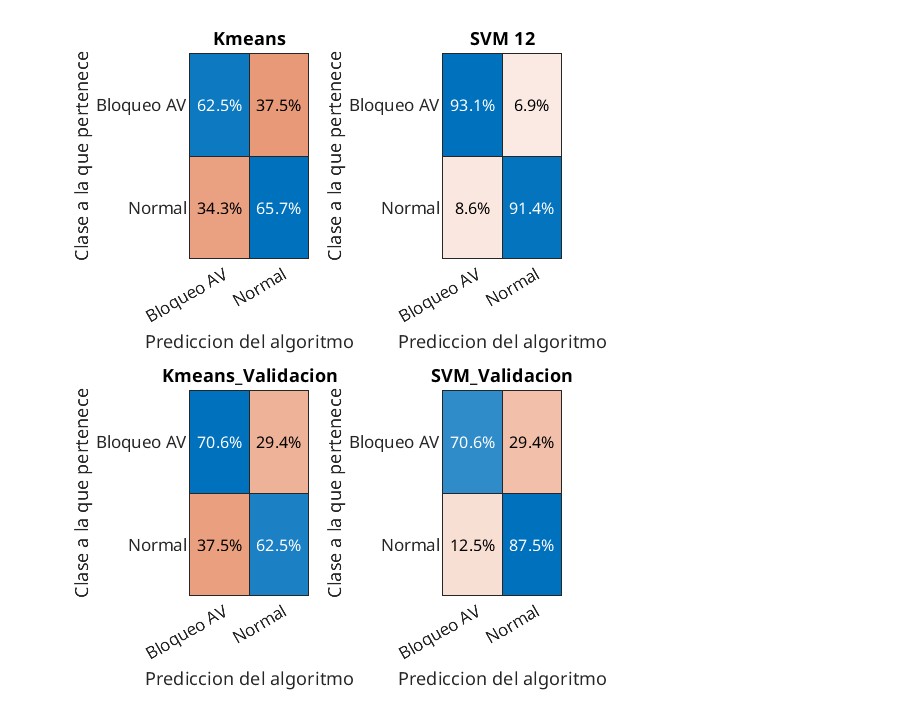 Kmeans
Clase a la que pertenece
Bloqueo AV 62.5% 37.5%
Normal 34.3% 65.7%
Bloqueo AV Normal
Prediccion del algoritmo
SVM 12
Clase a la que pertenece
Bloqueo AV 93.1% 6.9%
Normal 8.6% 91.4%
Bloqueo AV Normal
Prediccion del algoritmo
Kmeans_Validacion
Clase a la que pertenece
Bloqueo AV 70.6% 29.4%
Normal 37.5% 62.5%
Bloqueo AV Normal
Prediccion del algoritmo
SVM_Validacion
Clase a la que pertenece
Bloqueo AV 70.6% 29.4%
Normal 12.5% 87.5%
Bloqueo AV Normal
Prediccion del algoritmo